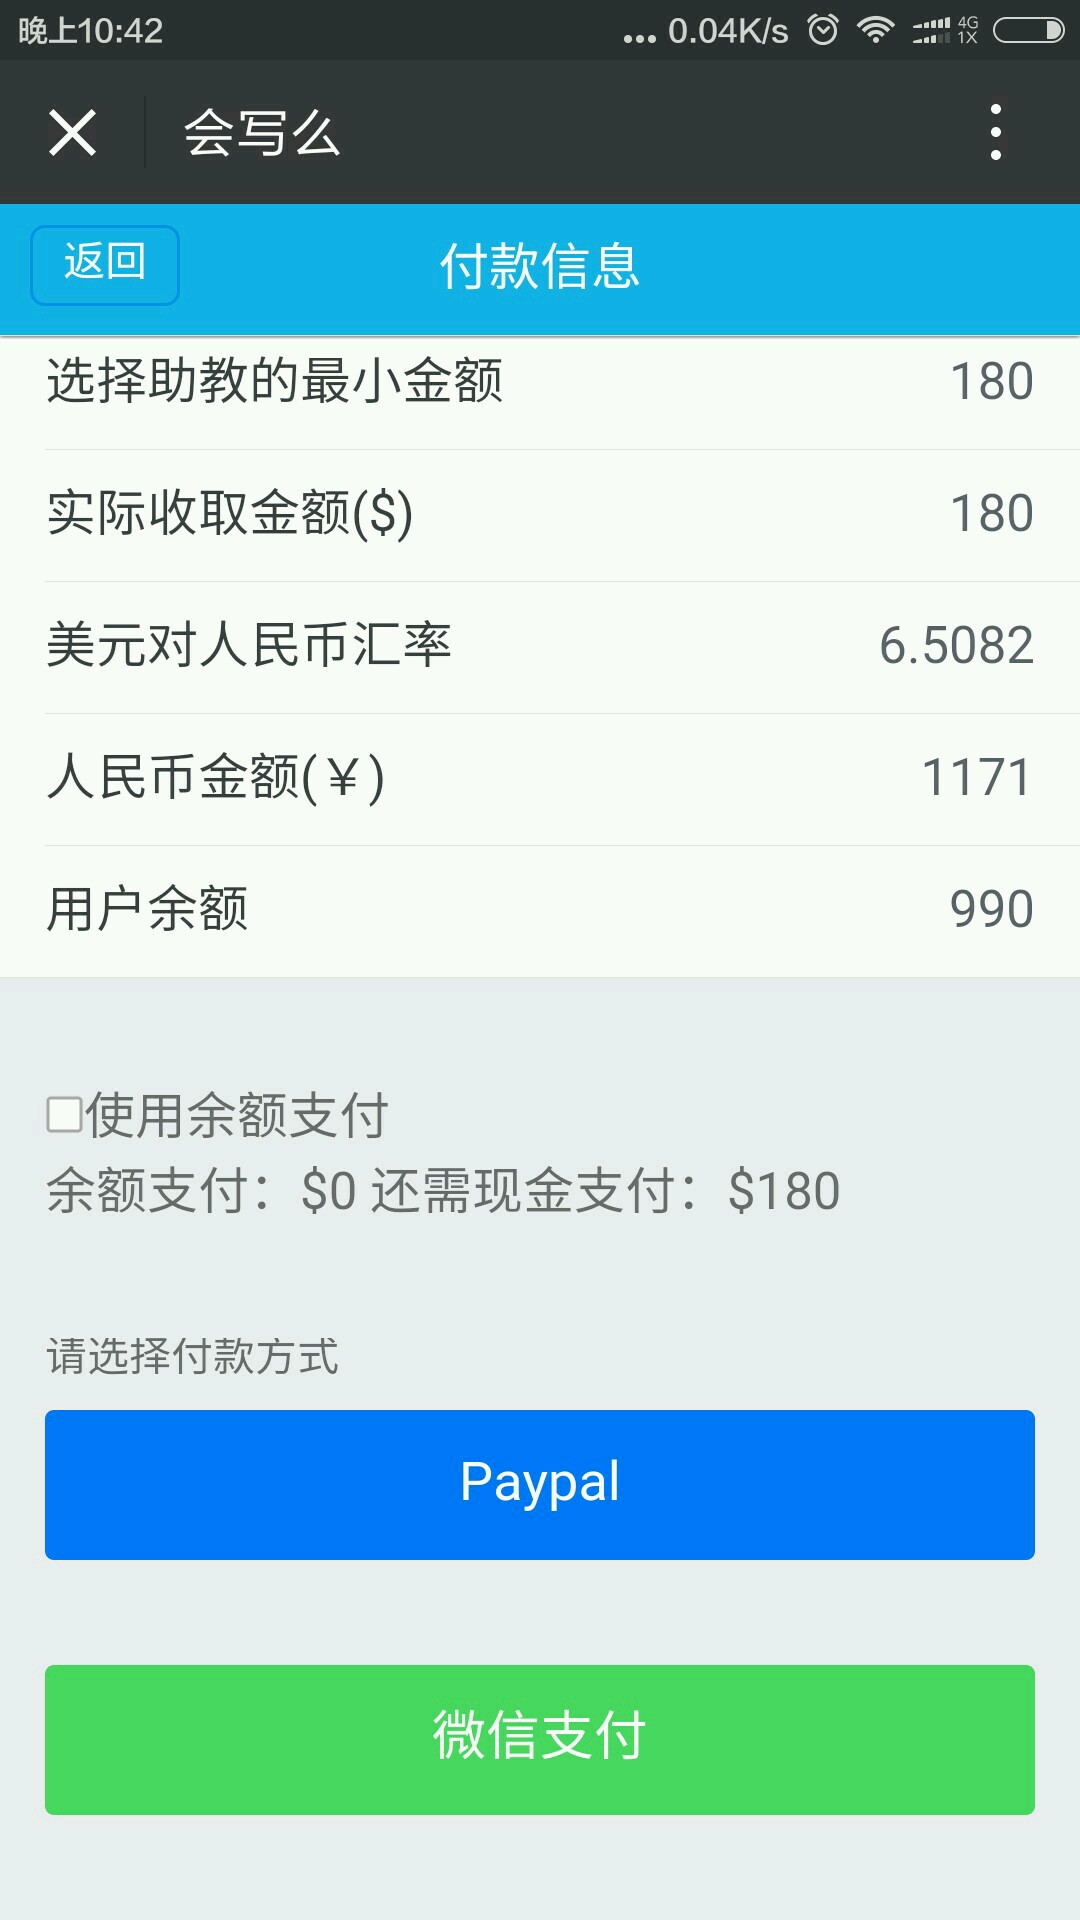 晚上10:42 ... 0.04K/s 4G 1X
会写么
返回 付款信息
选择助教的最小金额 180
实际收取金额($) 180
美元对人民币汇率 6.5082
人民币金额(￥) 1171
用户余额 990
使用余额支付
余额支付：$0 还需现金支付：$180
请选择付款方式
Paypal
微信支付